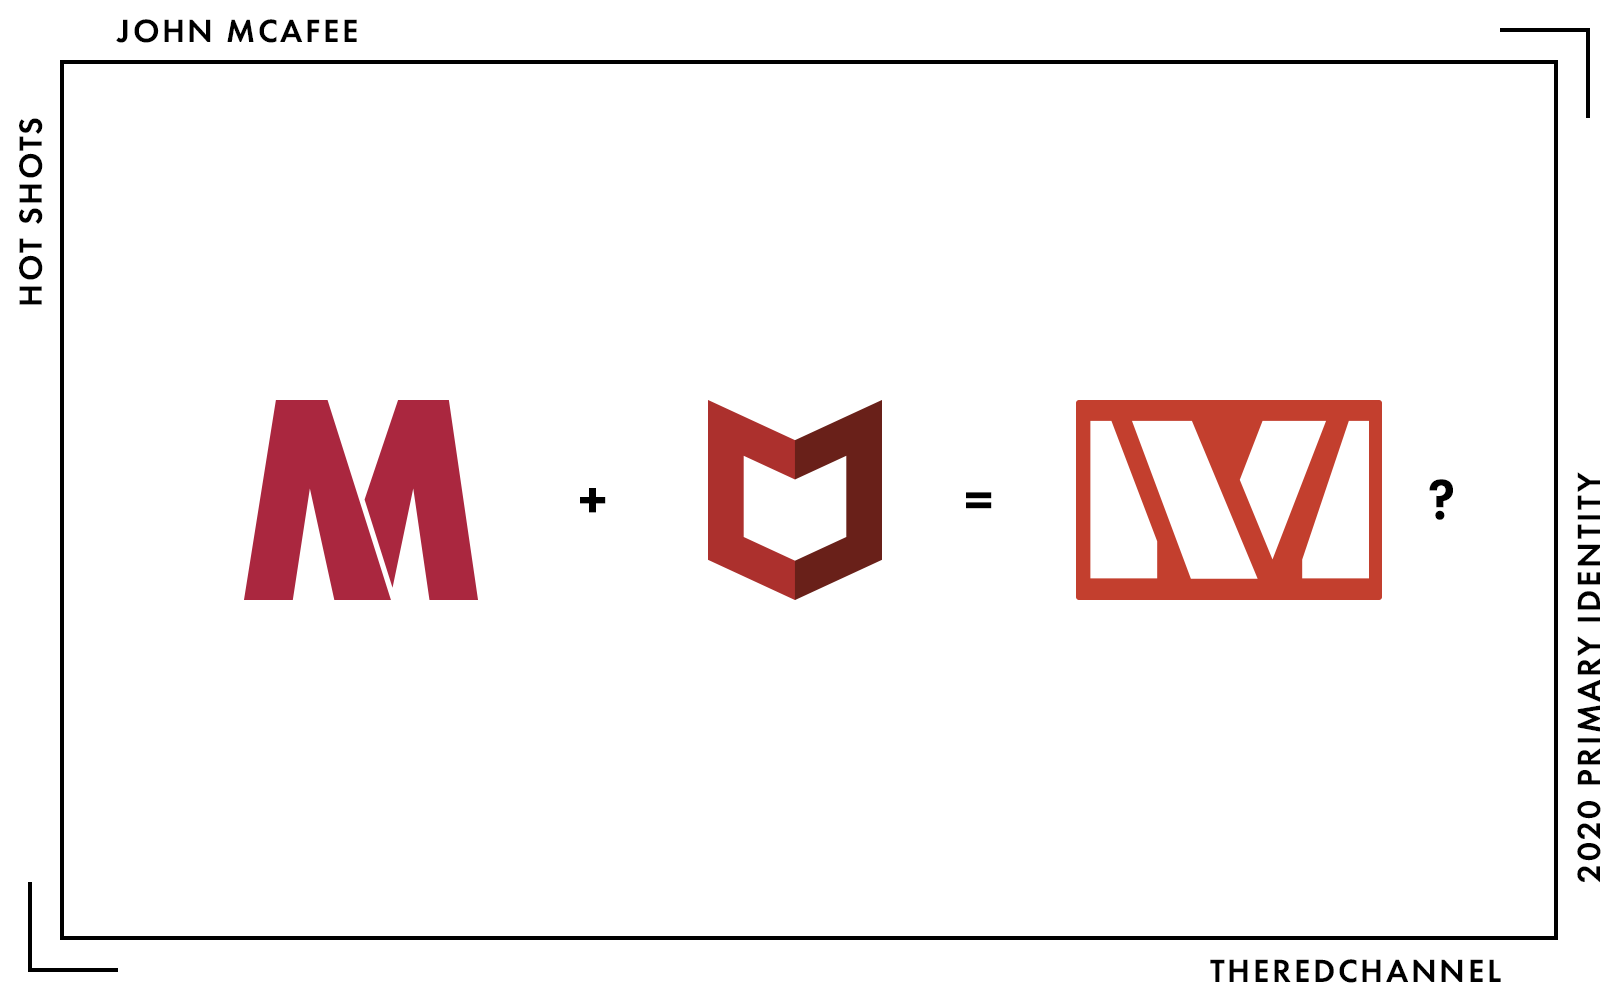 JOHN MCAFEE
HOT SHOTS
M + = M ?
2020 PRIMARY IDENTITY
THEREDCHANNEL